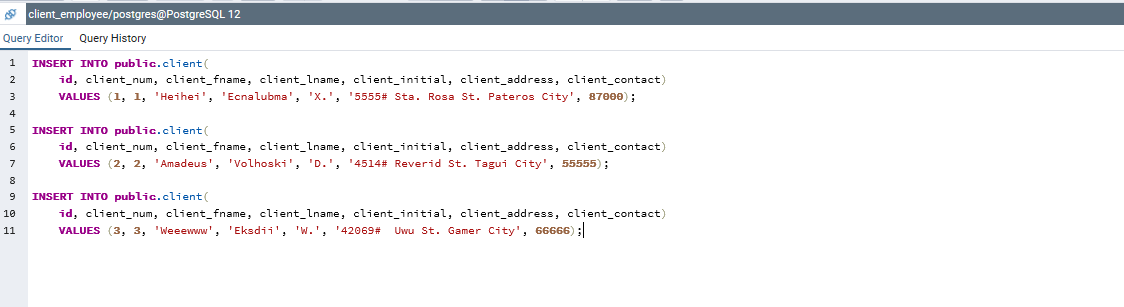 client_employee/postgres@PostgreSQL 12
Query Editor Query History
1 INSERT INTO public.client(
2 id, client_num, client_fname, client_lname, client_initial, client_address, client_contact)
3 VALUES (1, 1, 'Heihei', 'Ecnalubma', 'X.', '5555# Sta. Rosa St. Pateros City', 87000);
4
5 INSERT INTO public.client(
6 id, client_num, client_fname, client_lname, client_initial, client_address, client_contact)
7 VALUES (2, 2, 'Amadeus', 'Volhoski', 'D.', '4514# Reverid St. Tagui City', 55555);
8
9 INSERT INTO public.client(
10 id, client_num, client_fname, client_lname, client_initial, client_address, client_contact)
11 VALUES (3, 3, 'Weeewww', 'Eksdii', 'W.', '42069#  Uwu St. Gamer City', 66666);